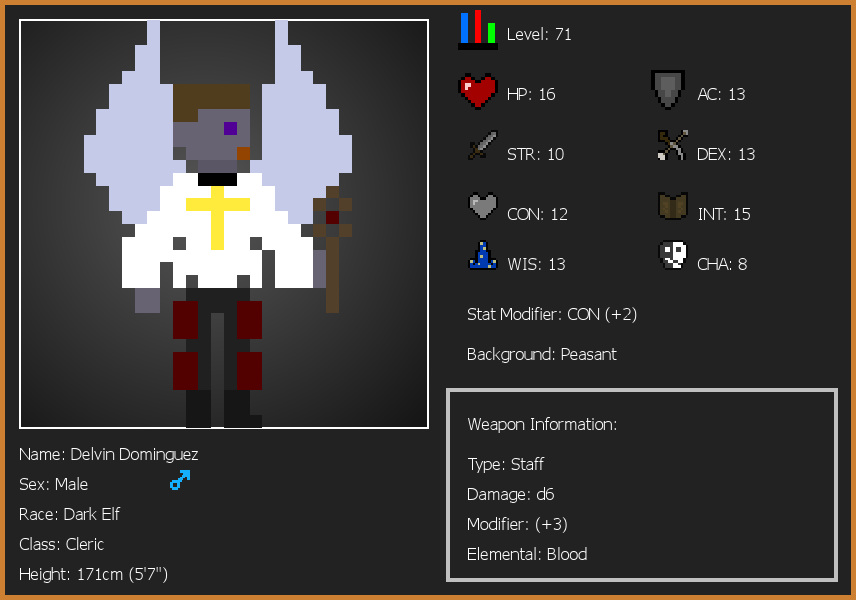 Level: 71
HP: 16
AC: 13
STR: 10
DEX: 13
CON: 12
INT: 15
WIS: 13
CHA: 8
Stat Modifier: CON (+2)
Background: Peasant
Weapon Information:
Type: Staff
Damage: d6
Modifier: (+3)
Elemental: Blood
Name: Delvin Dominguez
Sex: Male
Race: Dark Elf
Class: Cleric
Height: 171cm (5'7")